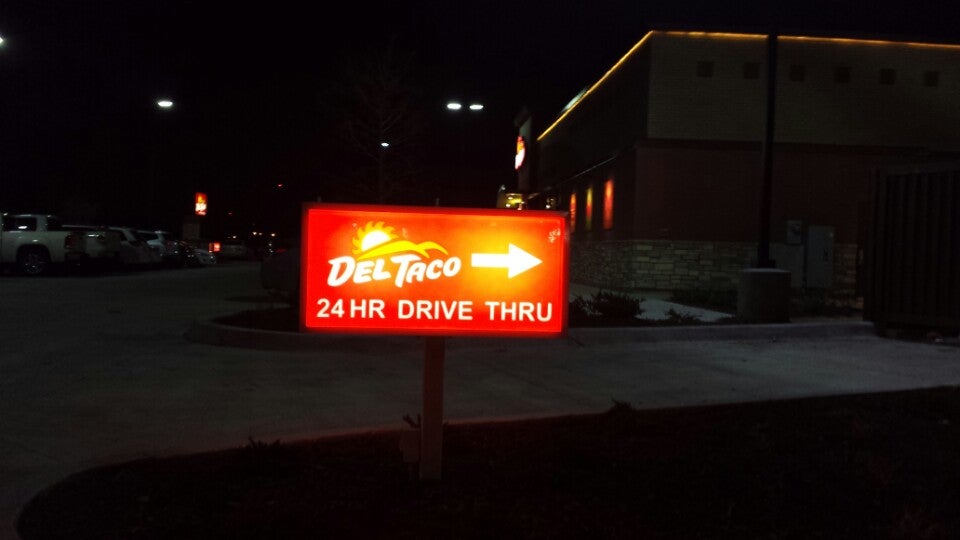 DEL TACO
24 HR DRIVE THRU